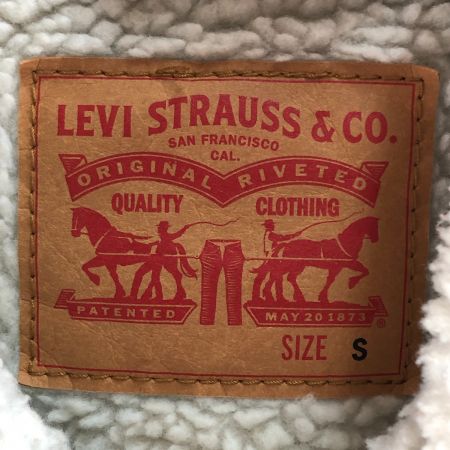 LEVI STRAUSS & CO.
SAN FRANCISCO
CAL.
ORIGINAL RIVETED
QUALITY CLOTHING
PATENTED MAY 20 1873 ®
SIZE S